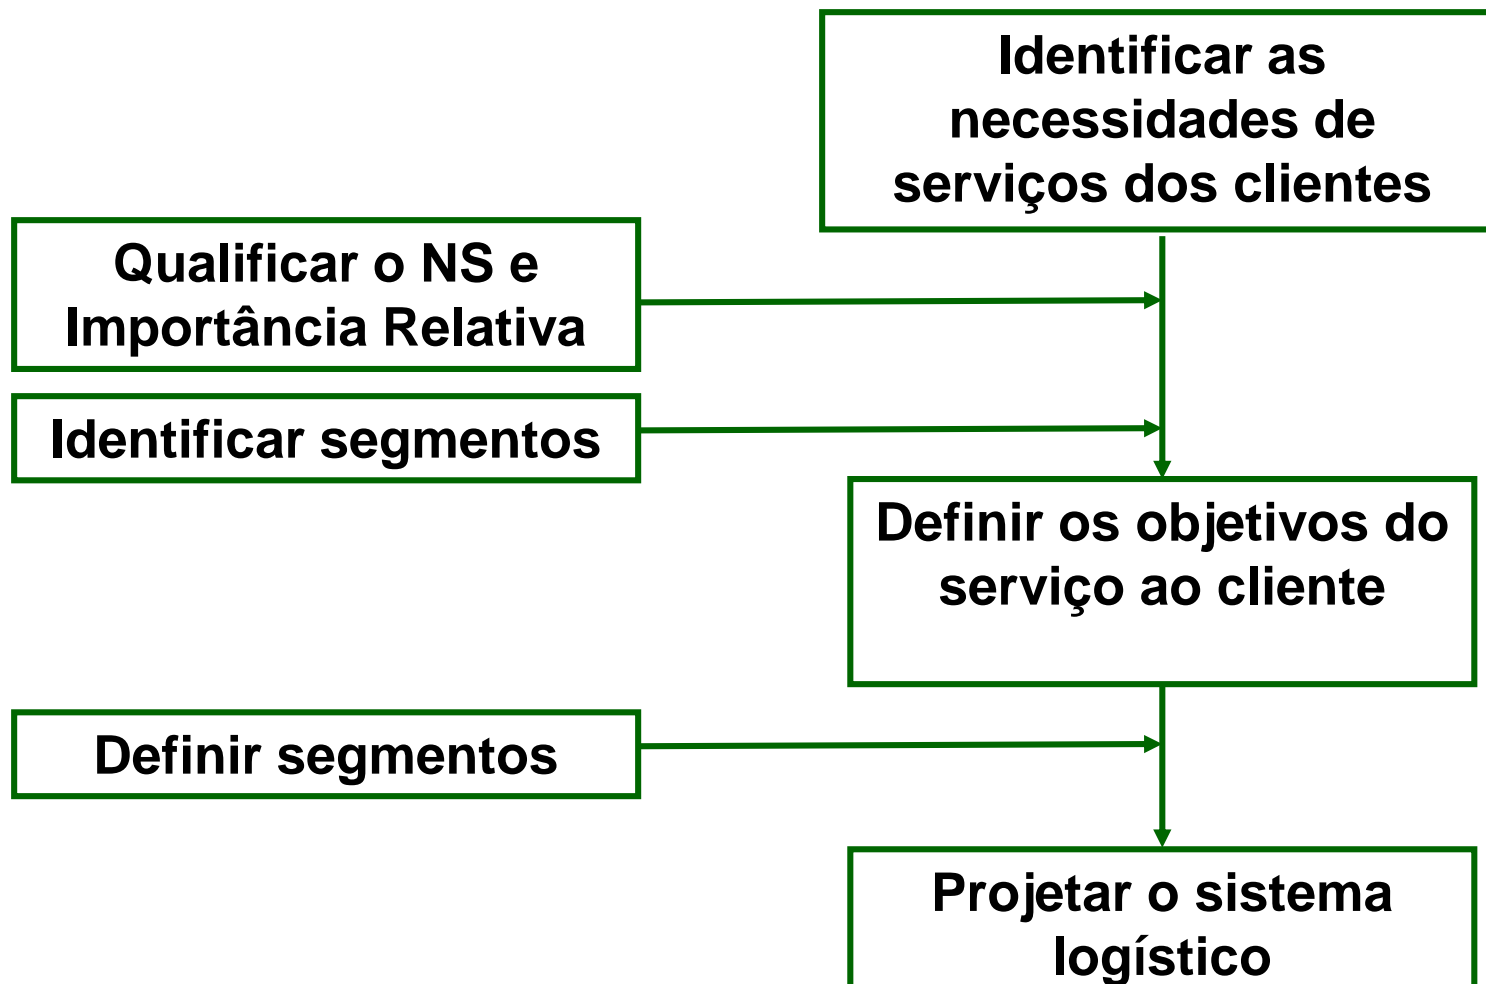 Identificar as
necessidades de
serviços dos clientes
Qualificar o NS e
Importância Relativa
Identificar segmentos
Definir os objetivos do
serviço ao cliente
Definir segmentos
Projetar o sistema
logístico